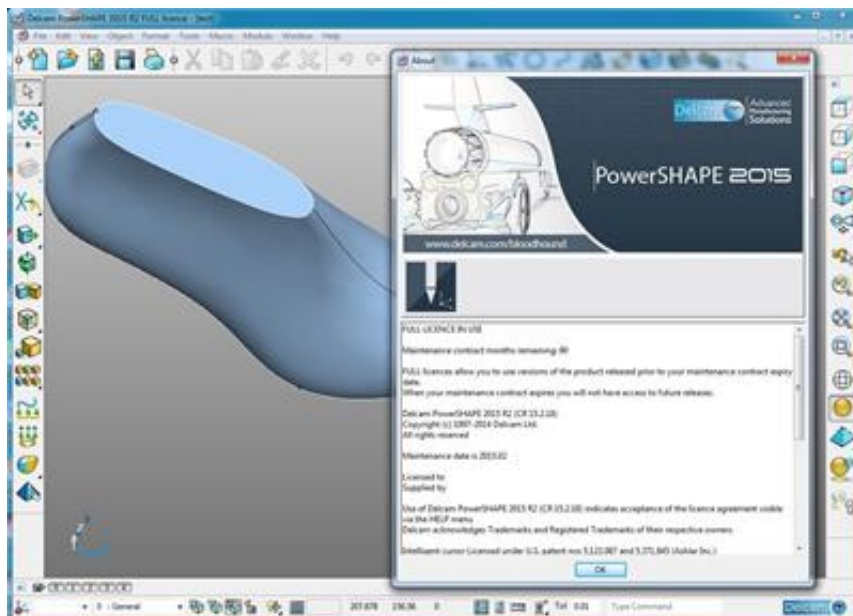 Delcam PowerSHAPE 2015 R2 FULL licence - [test]
File Edit View Object Format Tools Macro Module Window Help
About
Delcam
Advanced
Manufacturing
Solutions
PowerSHAPE 2015
www.delcam.com/bloodhound
FULL LICENCE IN USE
Maintenance contract months remaining:
FULL licences allow you to use versions of the product released prior to your maintenance contract expiry
date.
When your maintenance contract expires you will not have access to future releases.
Delcam PowerSHAPE 2015 R2 (CR 15.2.18)
Copyright (c) 1997-2014 Delcam Ltd.
All rights reserved
Maintenance date is 2015.02
Licensed to
Supplied by
Use of Delcam PowerSHAPE 2015 R2 (CR 15.2.18) indicates acceptance of the licence agreement visible
via the HELP menu
Delcam acknowledges Trademarks and Registered Trademarks of their respective owners
Intelligent cursor Licensed under U.S. patent nos 5,123,087 and 5,371,845 (Ashlar Inc.)
OK
0 : General
207.878
0
Tol 0.01
Type Command